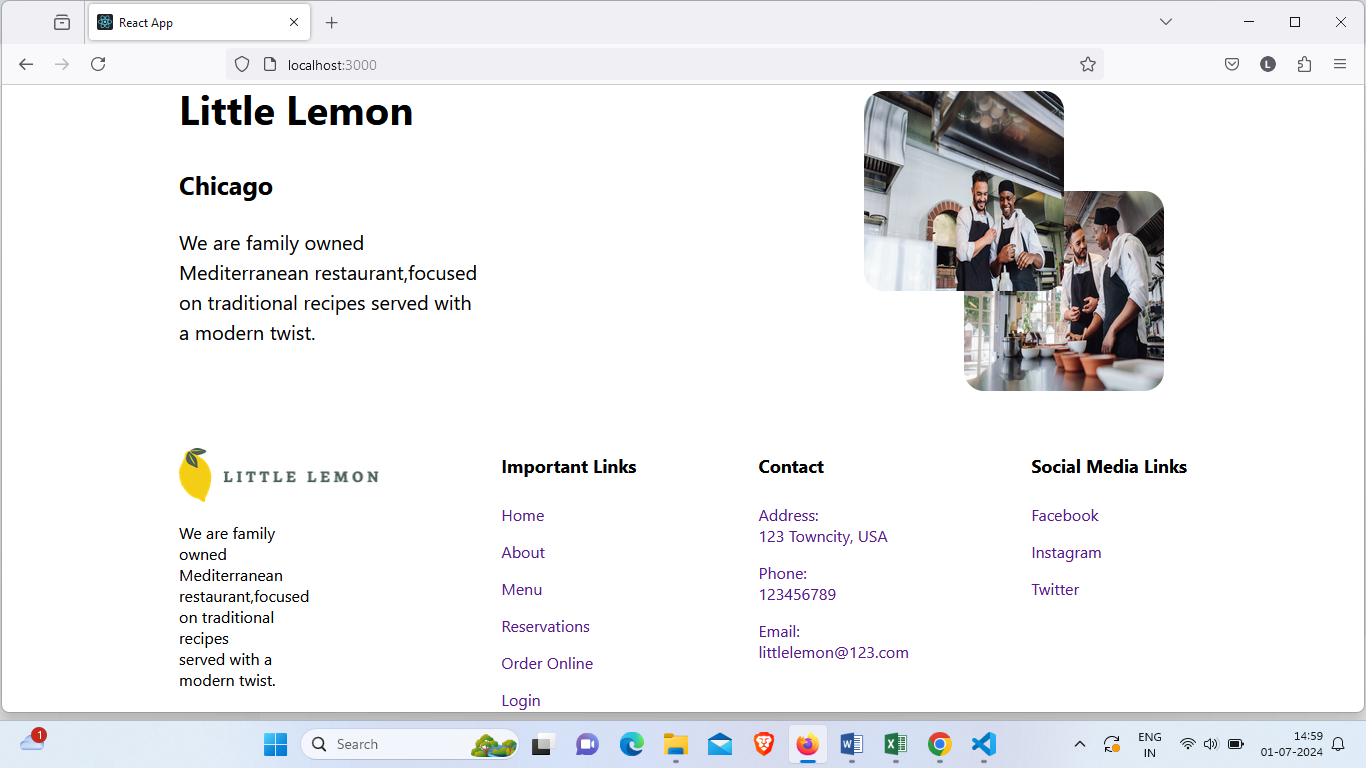 React App
localhost:3000
Little Lemon
Chicago
We are family owned
Mediterranean restaurant,focused
on traditional recipes served with
a modern twist.
LITTLE LEMON
We are family
owned
Mediterranean
restaurant,focused
on traditional
recipes
served with a
modern twist.
Important Links
Home
About
Menu
Reservations
Order Online
Login
Contact
Address:
123 Towncity, USA
Phone:
123456789
Email:
littlelemon@123.com
Social Media Links
Facebook
Instagram
Twitter
L
1
Search
W
X
ENG
IN
14:59
01-07-2024